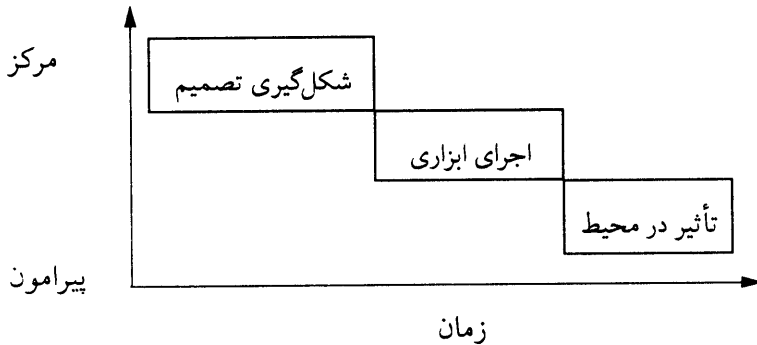 مرکز
شکل‌گیری تصمیم
اجرای ابزاری
تأثیر در محیط
پیرامون
زمان